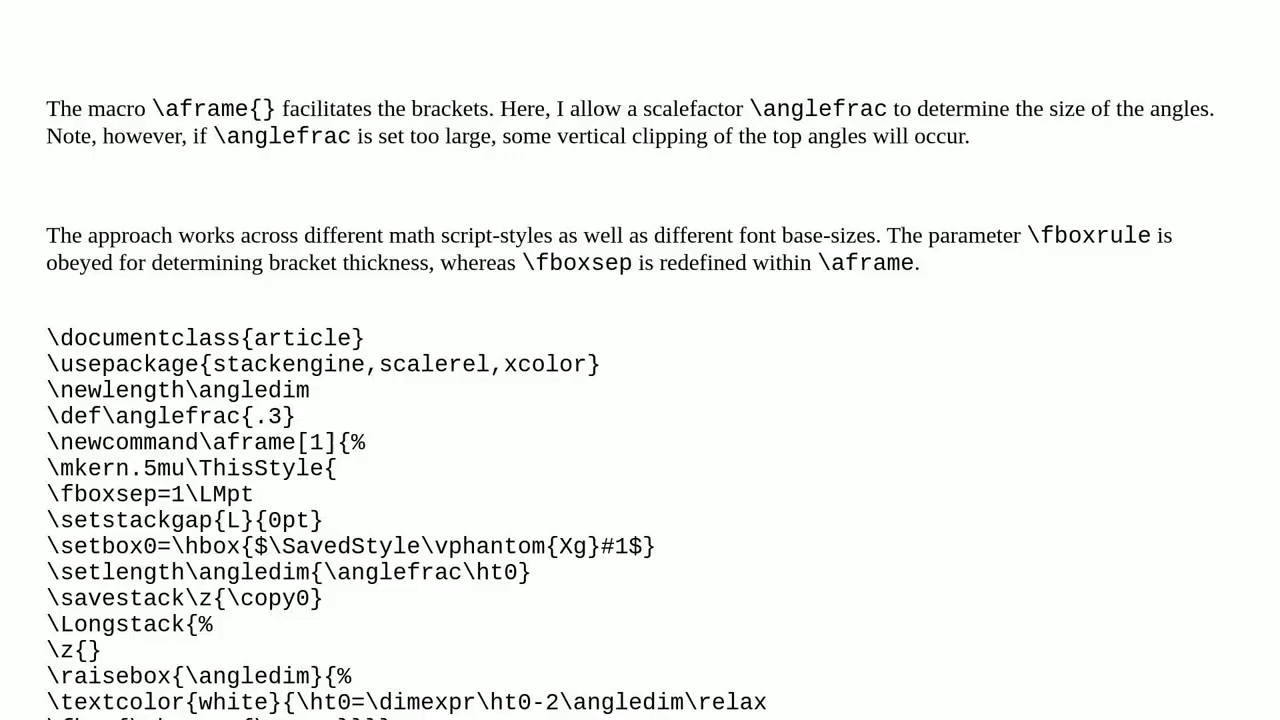 The macro \aframe{} facilitates the brackets. Here, I allow a scalefactor \anglefrac to determine the size of the angles.
Note, however, if \anglefrac is set too large, some vertical clipping of the top angles will occur.
The approach works across different math script-styles as well as different font base-sizes. The parameter \fboxrule is
obeyed for determining bracket thickness, whereas \fboxsep is redefined within \aframe.
\documentclass{article}
\usepackage{stackengine,scalerel,xcolor}
\newlength\angledim
\def\anglefrac{.3}
\newcommand\aframe[1]{%
\mkern.5mu\ThisStyle{
\fboxsep=1\LMpt
\setstackgap{L}{0pt}
\setbox0=\hbox{$\SavedStyle\vphantom{Xg}#1$}
\setlength\angledim{\anglefrac\ht0}
\savestack\z{\copy0}
\Longstack{%
\z{}
\raisebox{\angledim}{%
\textcolor{white}{\ht0=\dimexpr\ht0-2\angledim\relax